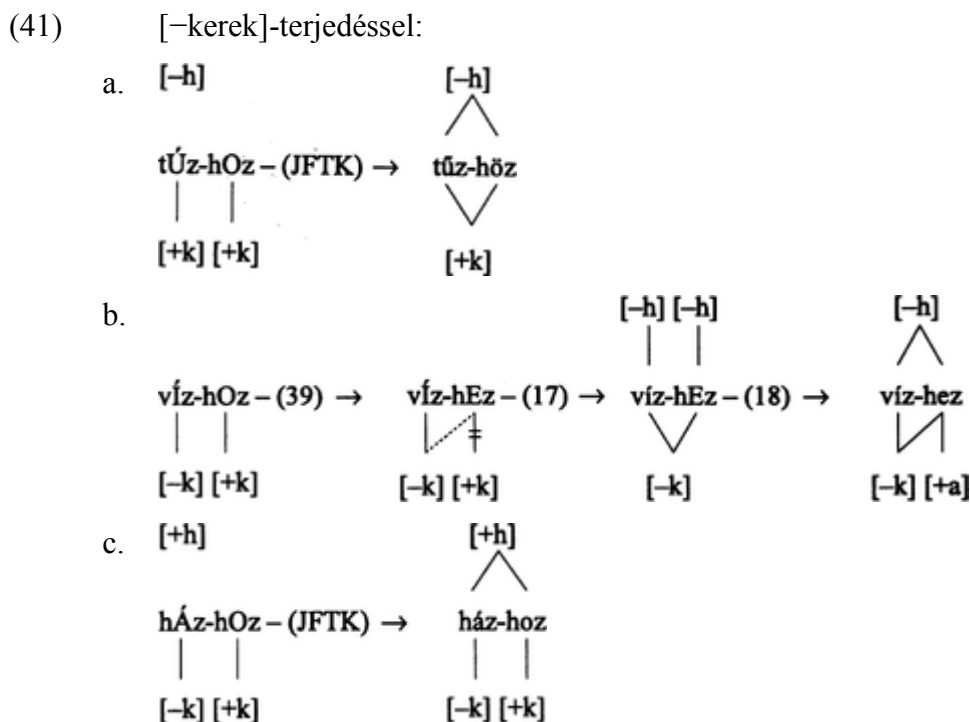 (41) [−kerek]-terjedéssel:
a. [–h] [–h]
tÚz-hOz – (JFTK) → tűz-höz
[+k] [+k] [+k]
b. [–h] [–h] [–h]
vÍz-hOz – (39) → vÍz-hEz – (17) → víz-hEz – (18) → víz-hez
[–k] [+k] [–k] [+k] [–k] [–k] [+a]
c. [+h] [+h]
hÁz-hOz – (JFTK) → ház-hoz
[–k] [+k] [–k] [+k]